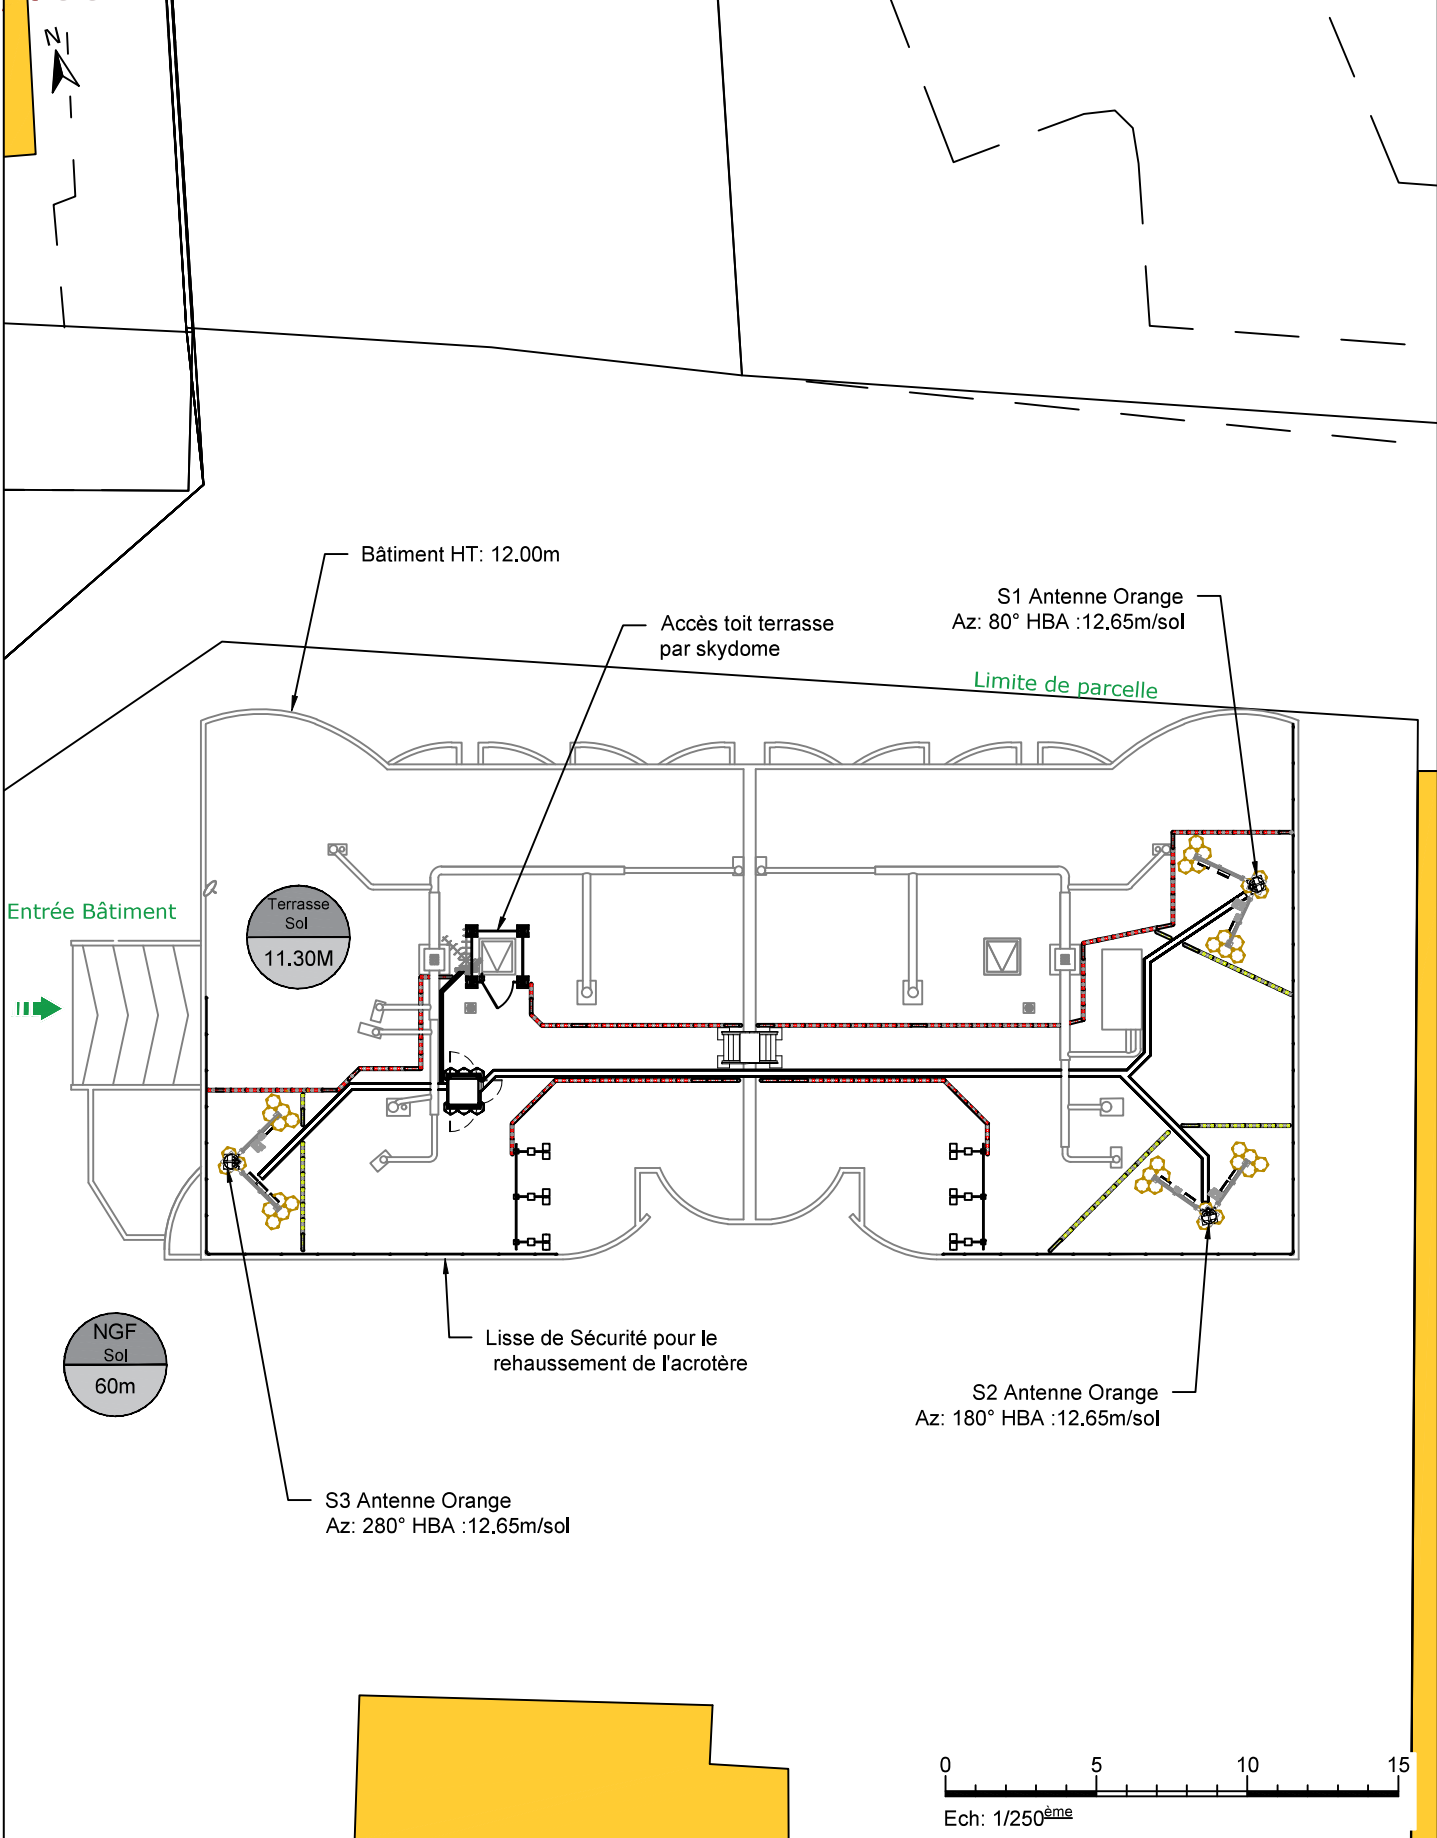 N
Bâtiment HT: 12.00m
Accès toit terrasse
par skydome
S1 Antenne Orange
Az: 80° HBA :12.65m/sol
Limite de parcelle
Entrée Bâtiment
Terrasse
Sol
11.30M
NGF
Sol
60m
Lisse de Sécurité pour le
rehaussement de l'acrotère
S2 Antenne Orange
Az: 180° HBA :12.65m/sol
S3 Antenne Orange
Az: 280° HBA :12.65m/sol
0 5 10 15
Ech: 1/250ème